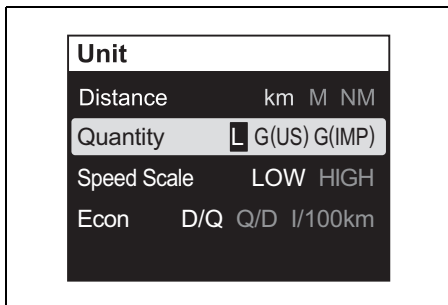 Unit
Distance km M NM
Quantity L G(US) G(IMP)
Speed Scale LOW HIGH
Econ D/Q Q/D l/100km